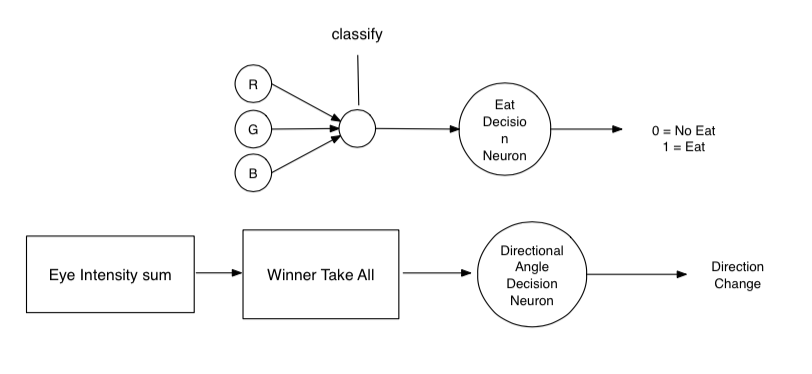 classify
R
G
B
Eat
Decisio
n
Neuron
0 = No Eat
1 = Eat
Eye Intensity sum
Winner Take All
Directional
Angle
Decision
Neuron
Direction
Change